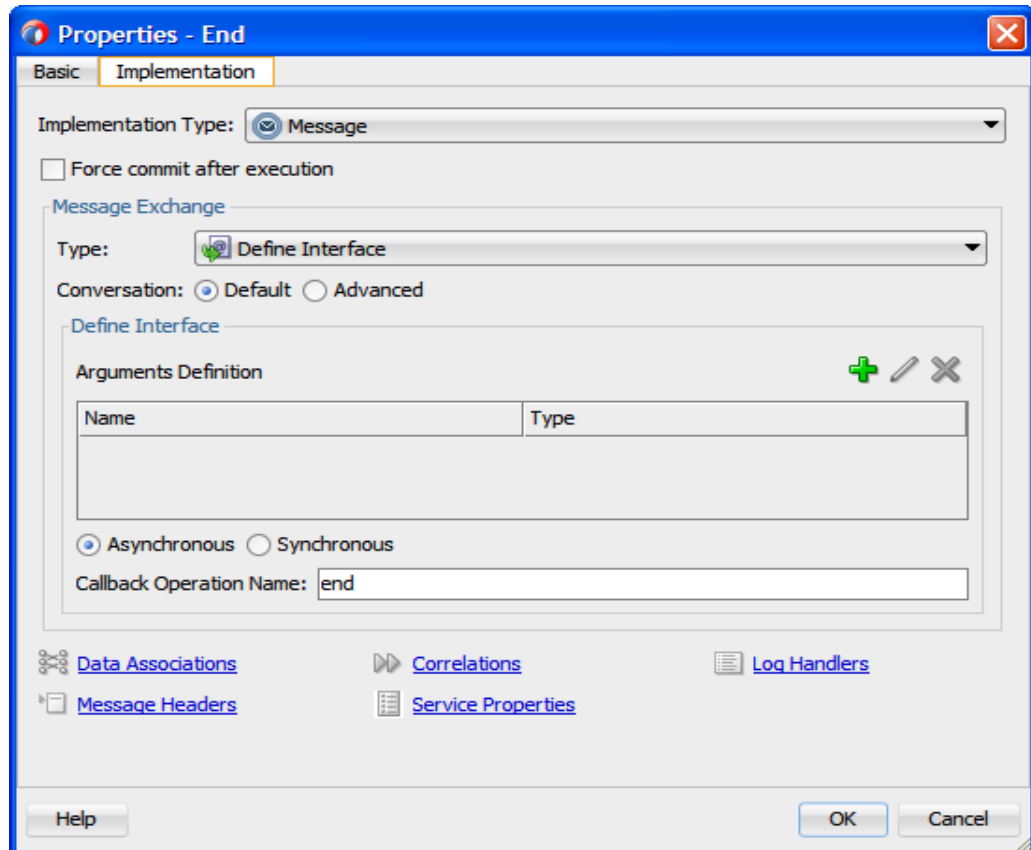 Properties - End
Basic Implementation
Implementation Type: Message
Force commit after execution
Message Exchange
Type: Define Interface
Conversation: Default Advanced
Define Interface
Arguments Definition
Name Type
Asynchronous Synchronous
Callback Operation Name: end
Data Associations Correlations Log Handlers
Message Headers Service Properties
Help OK Cancel